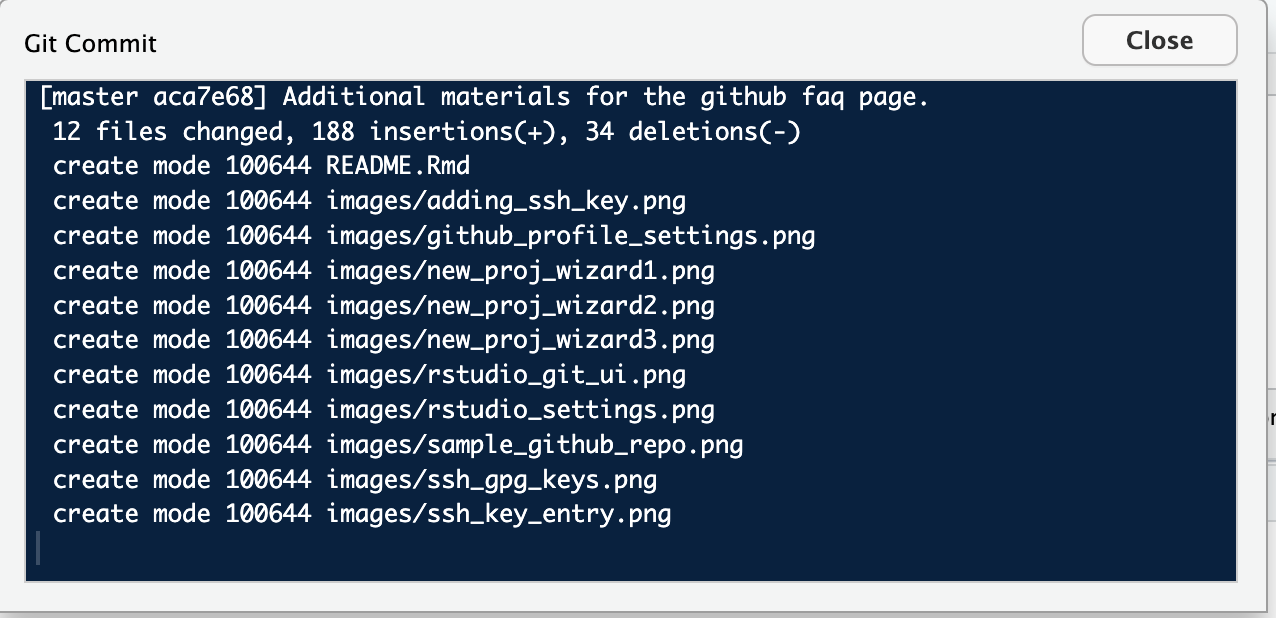 Git Commit
Close
[master aca7e68] Additional materials for the github faq page.
12 files changed, 188 insertions(+), 34 deletions(-)
create mode 100644 README.Rmd
create mode 100644 images/adding_ssh_key.png
create mode 100644 images/github_profile_settings.png
create mode 100644 images/new_proj_wizard1.png
create mode 100644 images/new_proj_wizard2.png
create mode 100644 images/new_proj_wizard3.png
create mode 100644 images/rstudio_git_ui.png
create mode 100644 images/rstudio_settings.png
create mode 100644 images/sample_github_repo.png
create mode 100644 images/ssh_gpg_keys.png
create mode 100644 images/ssh_key_entry.png